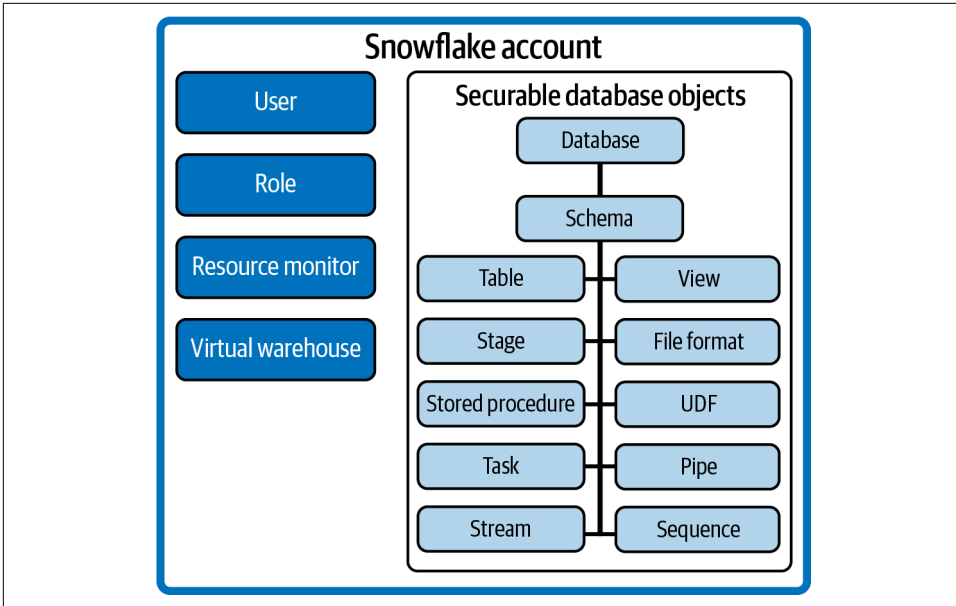 Snowflake account
User
Role
Resource monitor
Virtual warehouse
Securable database objects
Database
Schema
Table
View
Stage
File format
Stored procedure
UDF
Task
Pipe
Stream
Sequence